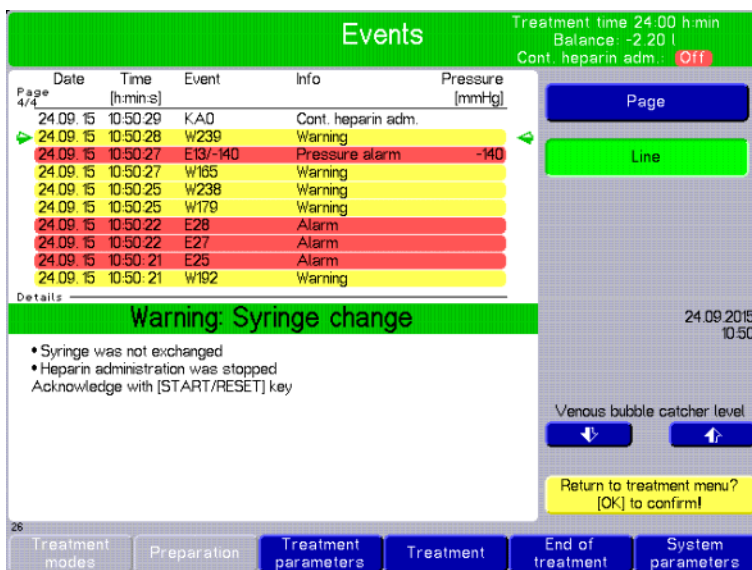 Events
Treatment time 24:00 h:min
Balance: -2.20 l
Cont. heparin adm.: Off
Date Time Event Info Pressure
Page [h:min:s] [mmHg]
4/4
24.09. 15 10:50:29 KA0 Cont. heparin adm.
24.09. 15 10:50:28 W239 Warning
24.09. 15 10:50:27 E13/-140 Pressure alarm -140
24.09. 15 10:50:27 W165 Warning
24.09. 15 10:50:25 W238 Warning
24.09. 15 10:50:25 W179 Warning
24.09. 15 10:50:22 E28 Alarm
24.09. 15 10:50:22 E27 Alarm
24.09. 15 10:50:21 E25 Alarm
24.09. 15 10:50:21 W192 Warning
Page
Line
Details
Warning: Syringe change
• Syringe was not exchanged
• Heparin administration was stopped
Acknowledge with [START/RESET] key
24.09.2015
10:50
Venous bubble catcher level
Return to treatment menu?
[OK] to confirm!
26
Treatment modes
Preparation
Treatment parameters
Treatment
End of treatment
System parameters